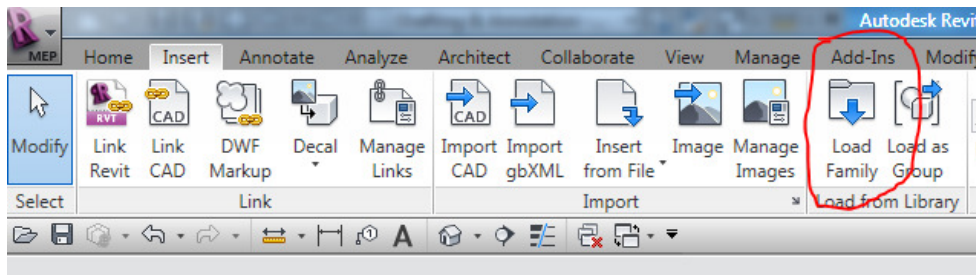 Autodesk Revi
MEP Home Insert Annotate Analyze Architect Collaborate View Manage Add-Ins Modify
Modify Link Link DWF Decal Manage Import Import Insert Image Manage Load Load as
Revit CAD Markup Links CAD gbXML from File Images Family Group
Select Link Import Load from Library
RVT CAD CAD
A